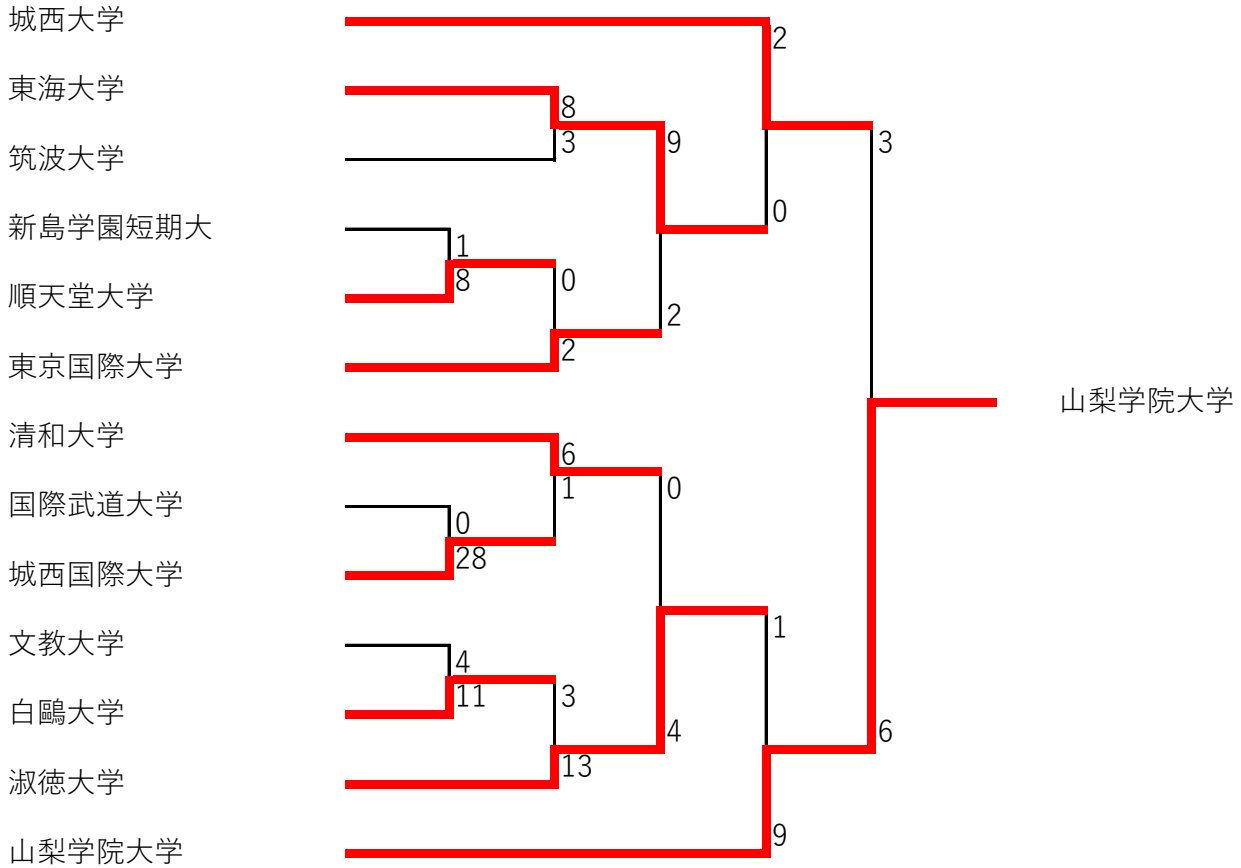 城西大学
2
東海大学
8
3
9
3
筑波大学
0
新島学園短期大
1
8
0
順天堂大学
2
2
東京国際大学
山梨学院大学
清和大学
6
1
0
国際武道大学
0
28
城西国際大学
1
文教大学
4
11
3
白鷗大学
4
6
13
淑徳大学
9
山梨学院大学